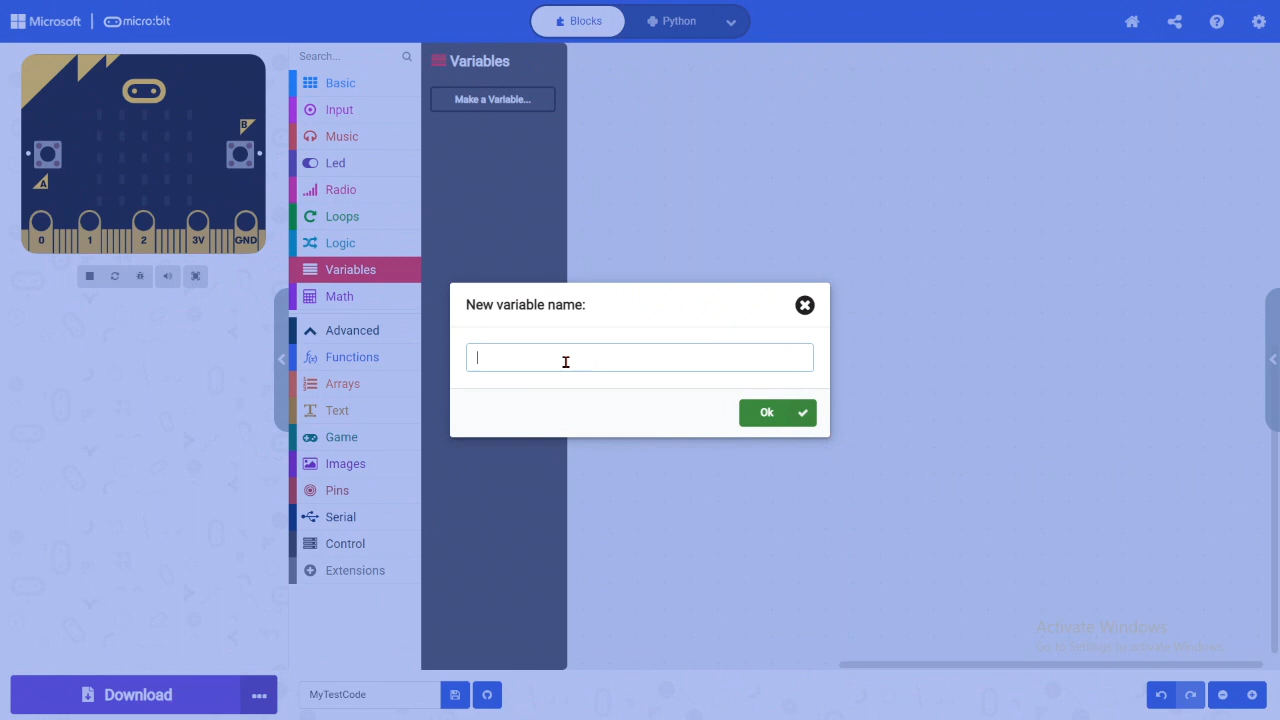 Microsoft
micro:bit
Blocks
Python
Search...
Variables
Make a Variable...
Basic
Input
Music
Led
Radio
Loops
Logic
Variables
Math
Advanced
Functions
Arrays
Text
Game
Images
Pins
Serial
Control
Extensions
B
A
0 1 2 3V GND
New variable name:
Ok
Activate Windows
Go to Settings to activate Windows.
Download
MyTestCode